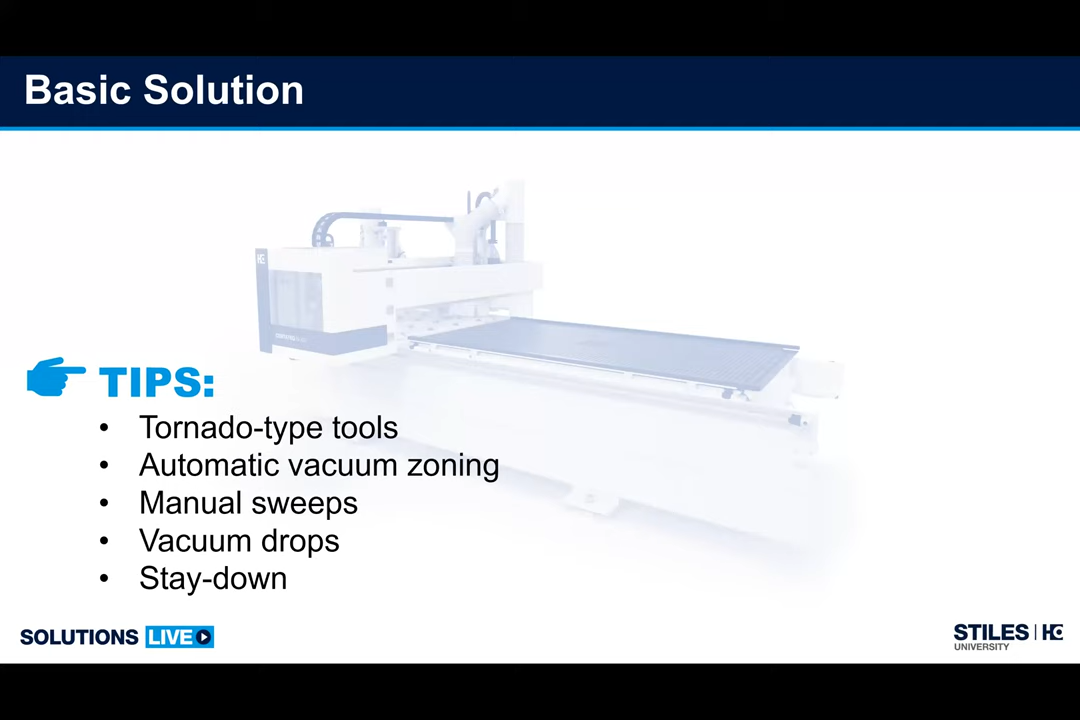 Basic Solution
TIPS:
• Tornado-type tools
• Automatic vacuum zoning
• Manual sweeps
• Vacuum drops
• Stay-down
SOLUTIONS LIVE
STILES
UNIVERSITY